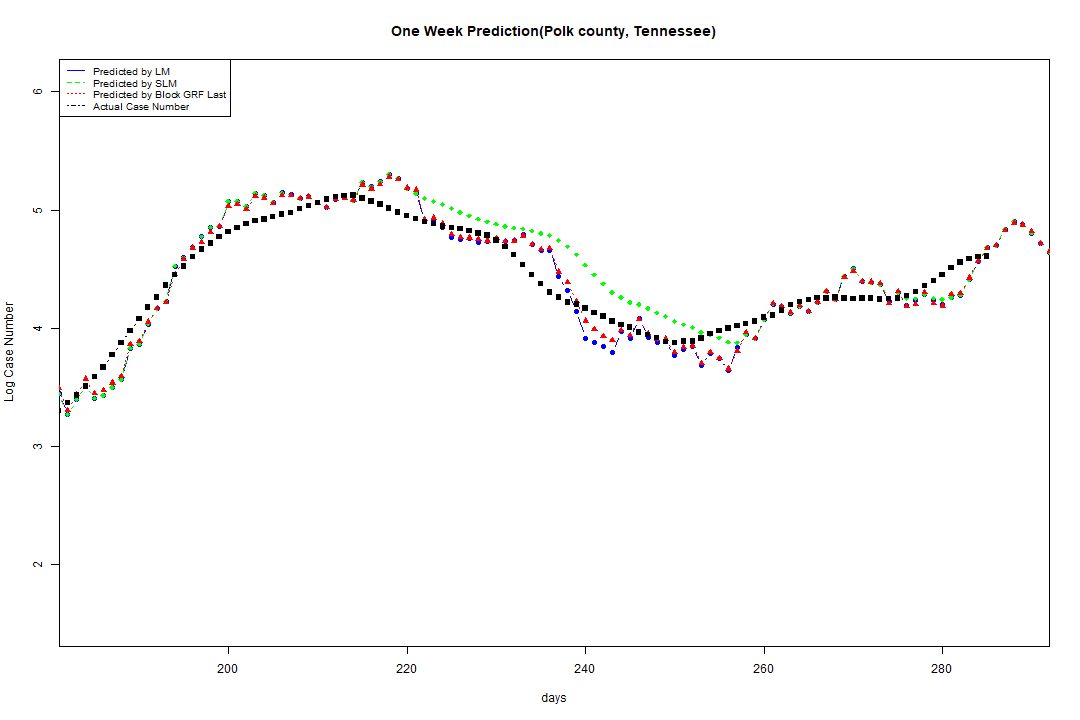 One Week Prediction(Polk county, Tennessee)
Predicted by LM
Predicted by SLM
Predicted by Block GRF Last
Actual Case Number
6
5
4
3
2
Log Case Number
200 220 240 260 280
days